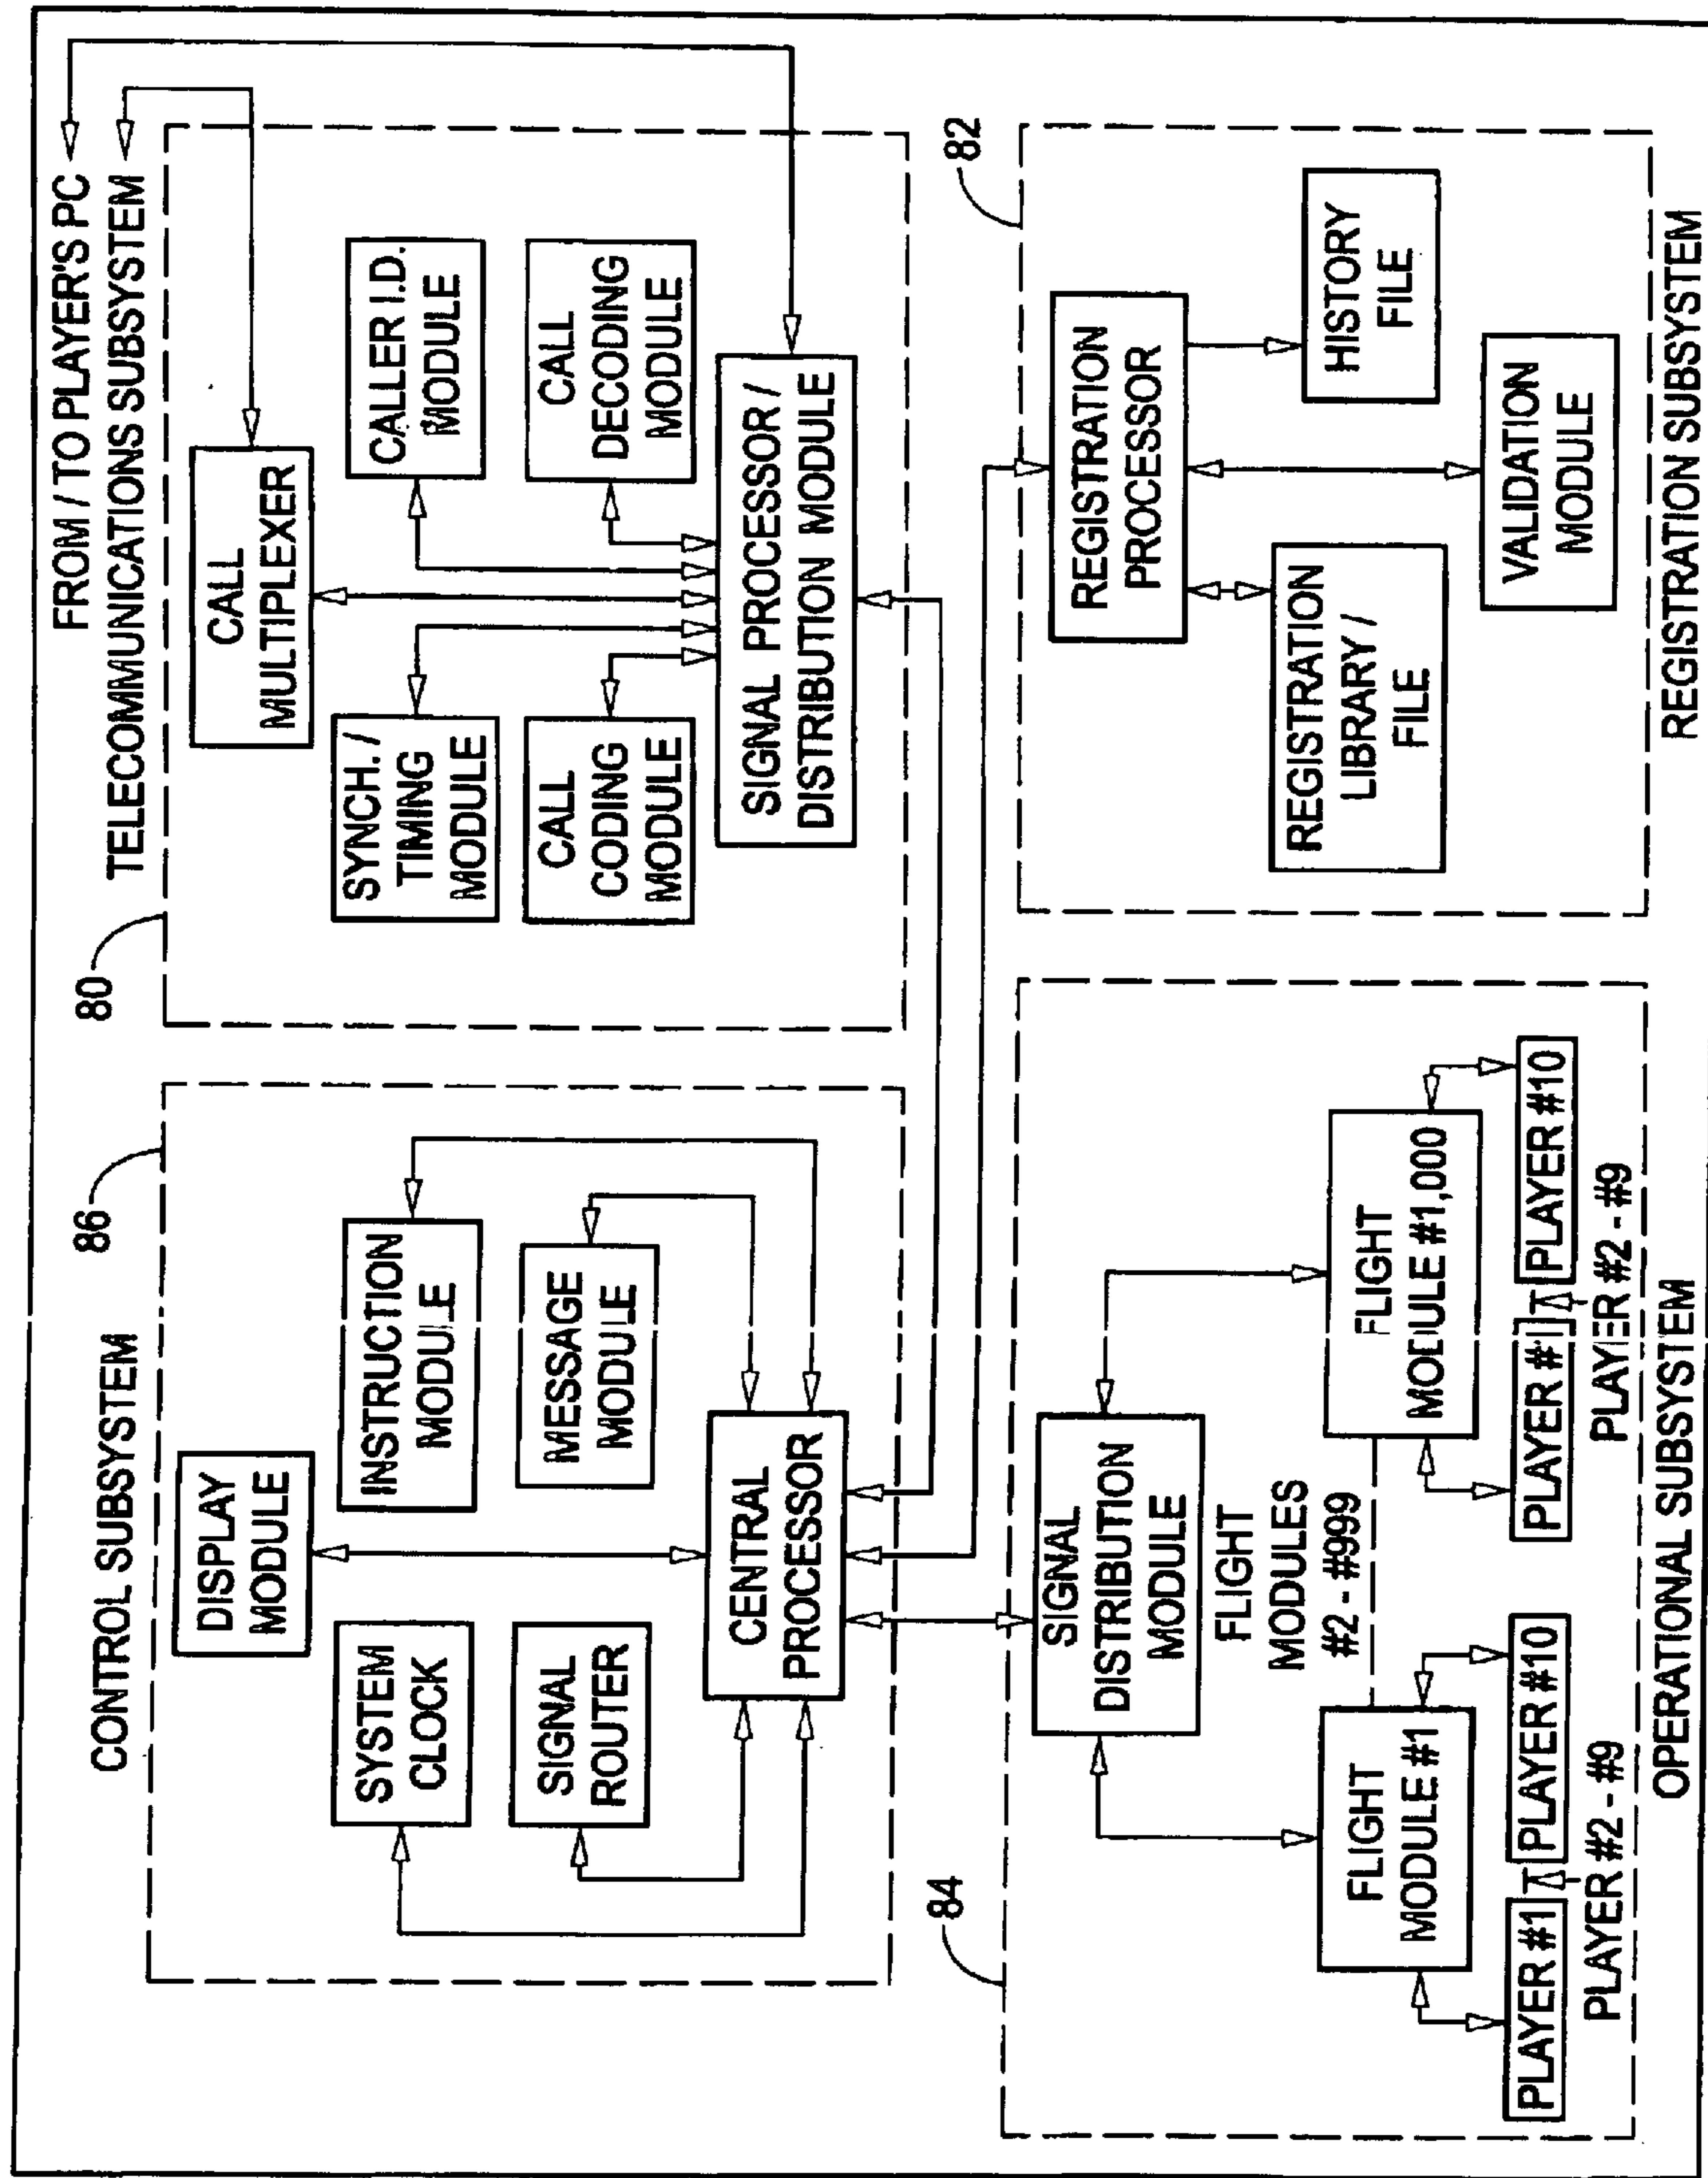 CONTROL SUBSYSTEM
86
DISPLAY
MODULE
SYSTEM
CLOCK
INSTRUCTION
MODULE
SIGNAL
ROUTER
MESSAGE
MODULE
CENTRAL
PROCESSOR
FROM / TO PLAYER'S PC
TELECOMMUNICATIONS SUBSYSTEM
80
CALL
MULTIPLEXER
SYNCH. /
TIMING
MODULE
CALLER I.D.
MODULE
CALL
CODING
MODULE
CALL
DECODING
MODULE
SIGNAL PROCESSOR /
DISTRIBUTION MODULE
84
SIGNAL
DISTRIBUTION
MODULE
FLIGHT
MODULES
#2 - #999
FLIGHT
MODULE #1
FLIGHT
MODULE #1,000
PLAYER #1
PLAYER #10
PLAYER #1
PLAYER #10
PLAYER #2 - #9
PLAYER #2 - #9
OPERATIONAL SUBSYSTEM
82
REGISTRATION
PROCESSOR
REGISTRATION
LIBRARY /
FILE
HISTORY
FILE
VALIDATION
MODULE
REGISTRATION SUBSYSTEM